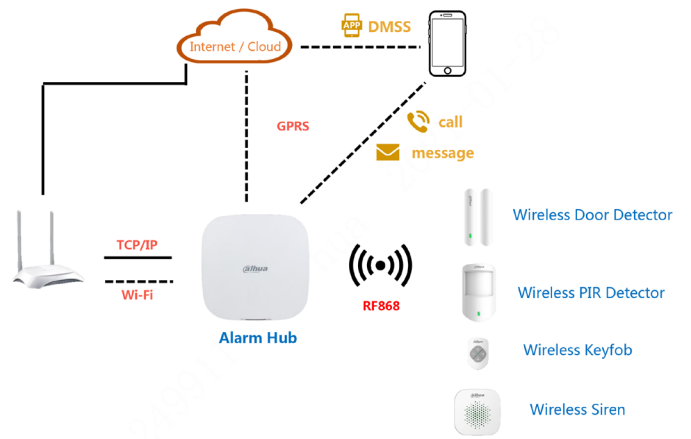 APP DMSS
Internet / Cloud
GPRS
call
message
Wireless Door Detector
TCP/IP
alhua
Wi-Fi
RF868
Wireless PIR Detector
Alarm Hub
Wireless Keyfob
Wireless Siren